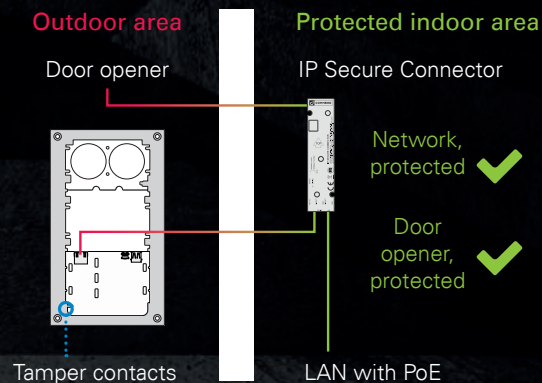 Outdoor area
Protected indoor area
Door opener
IP Secure Connector
Network,
protected
Door
opener,
protected
Tamper contacts
LAN with PoE